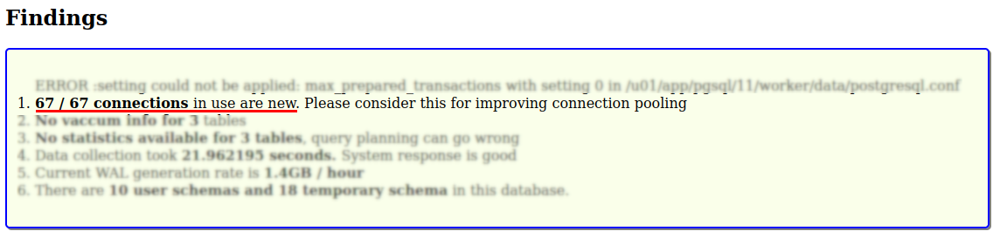 Findings
ERROR :setting could not be applied: max_prepared_transactions with setting 0 in /u01/app/pgsql/11/worker/data/postgresql.conf
1. 67 / 67 connections in use are new. Please consider this for improving connection pooling
2. No vaccum info for 3 tables
3. No statistics available for 3 tables, query planning can go wrong
4. Data collection took 21.962195 seconds. System response is good
5. Current WAL generation rate is 1.4GB / hour
6. There are 10 user schemas and 18 temporary schema in this database.